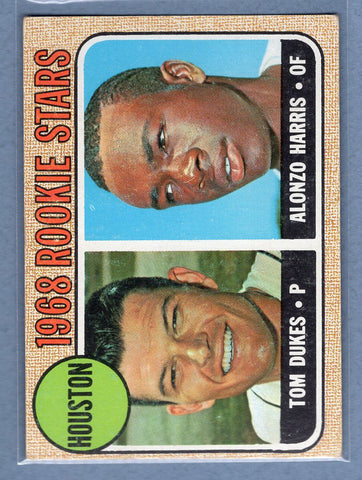 1968 ROOKIE STARS
HOUSTON
TOM DUKES • P
ALONZO HARRIS • OF